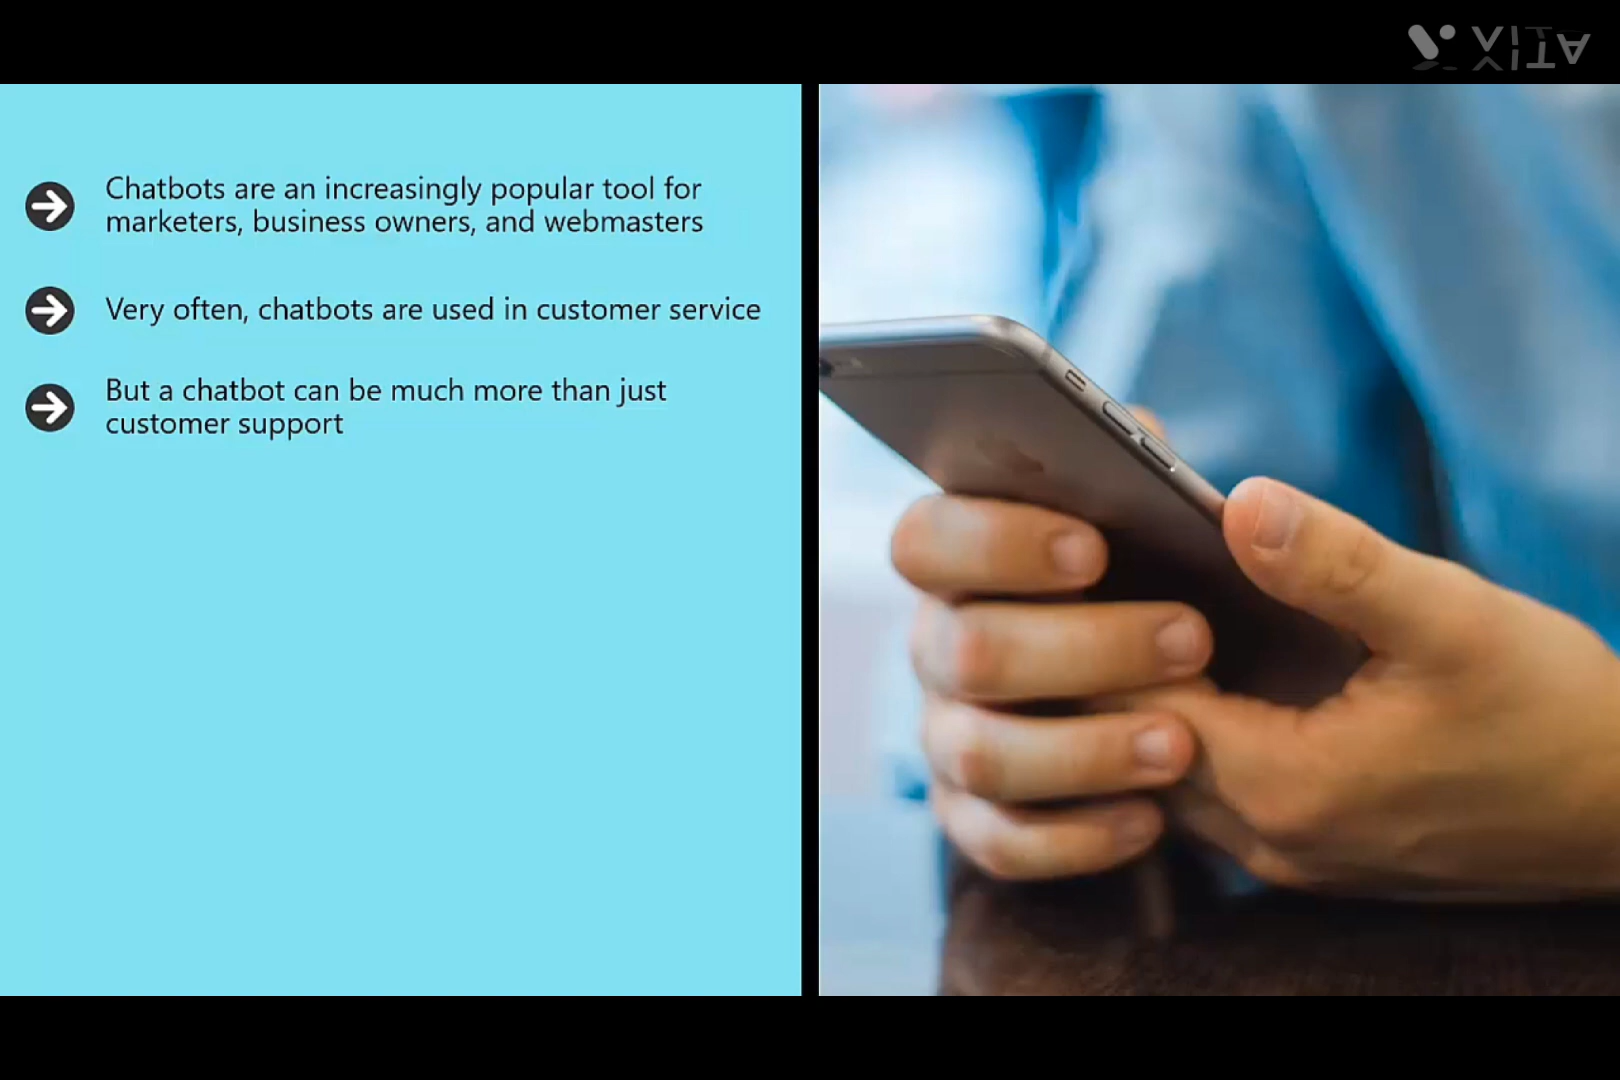 VITA
Chatbots are an increasingly popular tool for
marketers, business owners, and webmasters
Very often, chatbots are used in customer service
But a chatbot can be much more than just
customer support